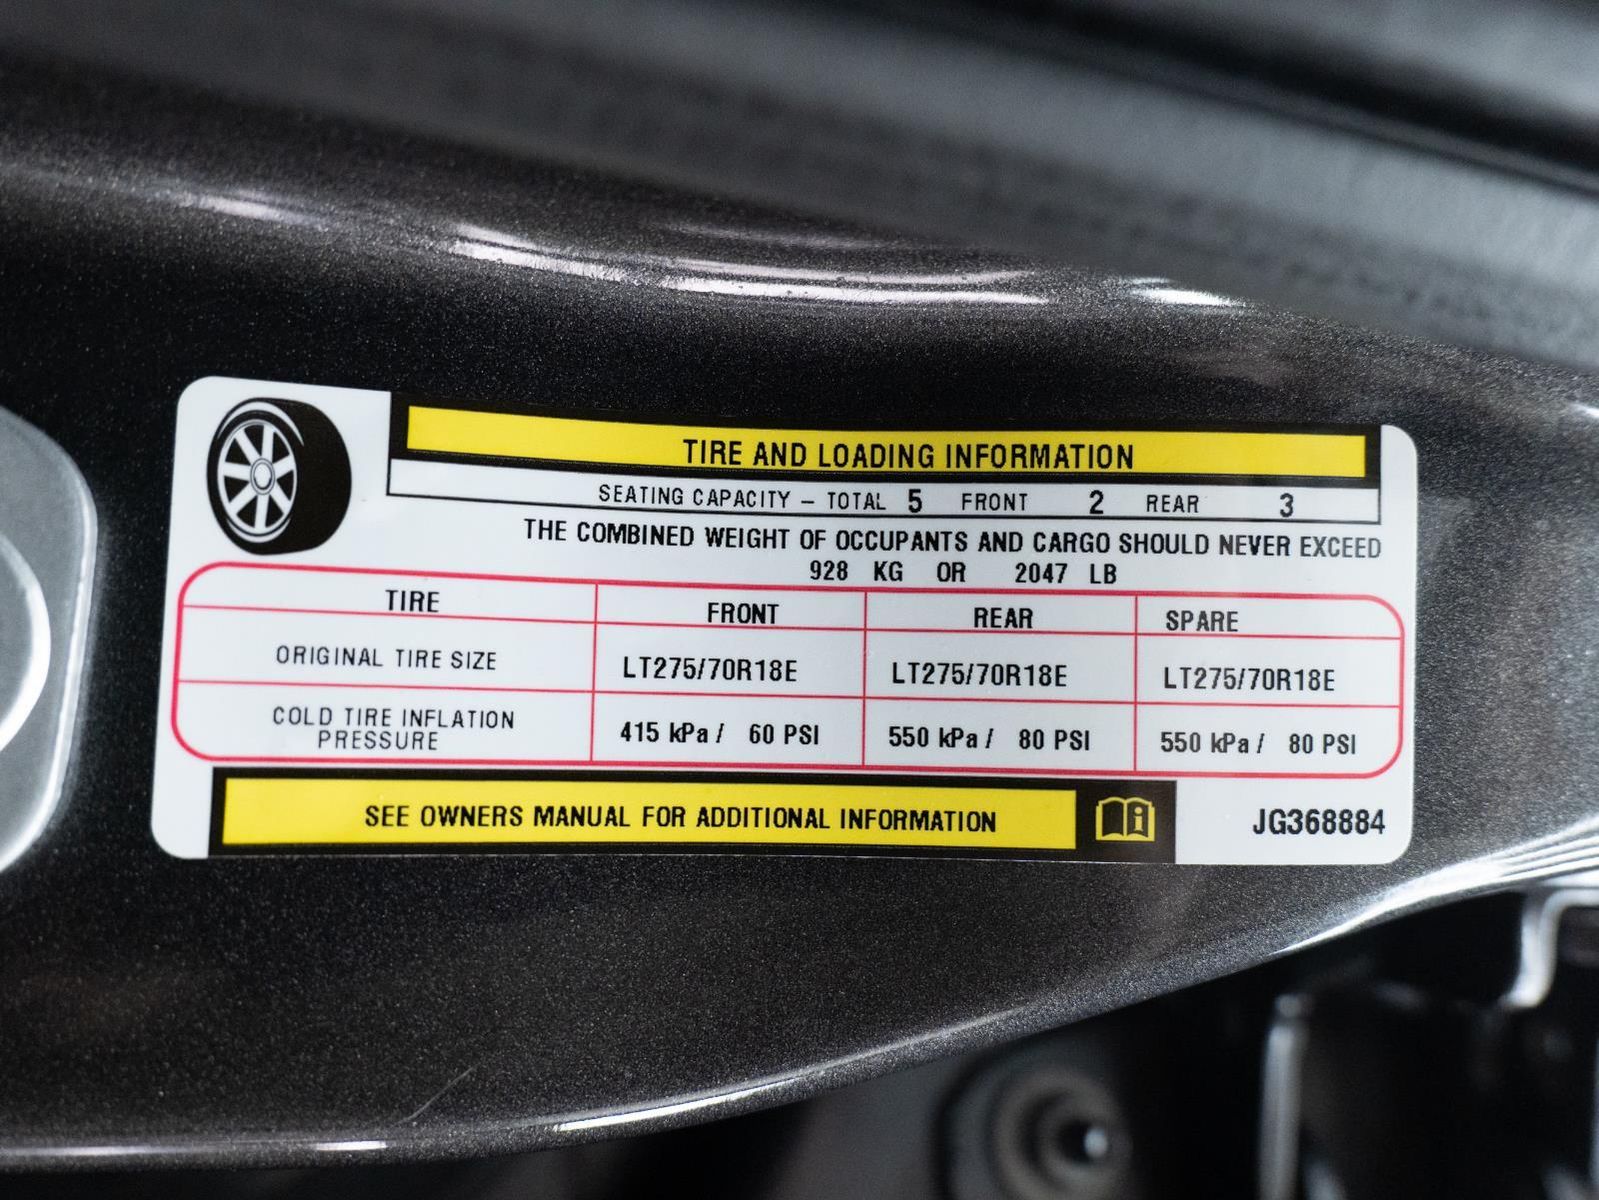 TIRE AND LOADING INFORMATION
SEATING CAPACITY – TOTAL 5 FRONT 2 REAR 3
THE COMBINED WEIGHT OF OCCUPANTS AND CARGO SHOULD NEVER EXCEED
928 KG OR 2047 LB
TIRE FRONT REAR SPARE
ORIGINAL TIRE SIZE LT275/70R18E LT275/70R18E LT275/70R18E
COLD TIRE INFLATION
PRESSURE 415 kPa / 60 PSI 550 kPa / 80 PSI 550 kPa / 80 PSI
SEE OWNERS MANUAL FOR ADDITIONAL INFORMATION
JG368884